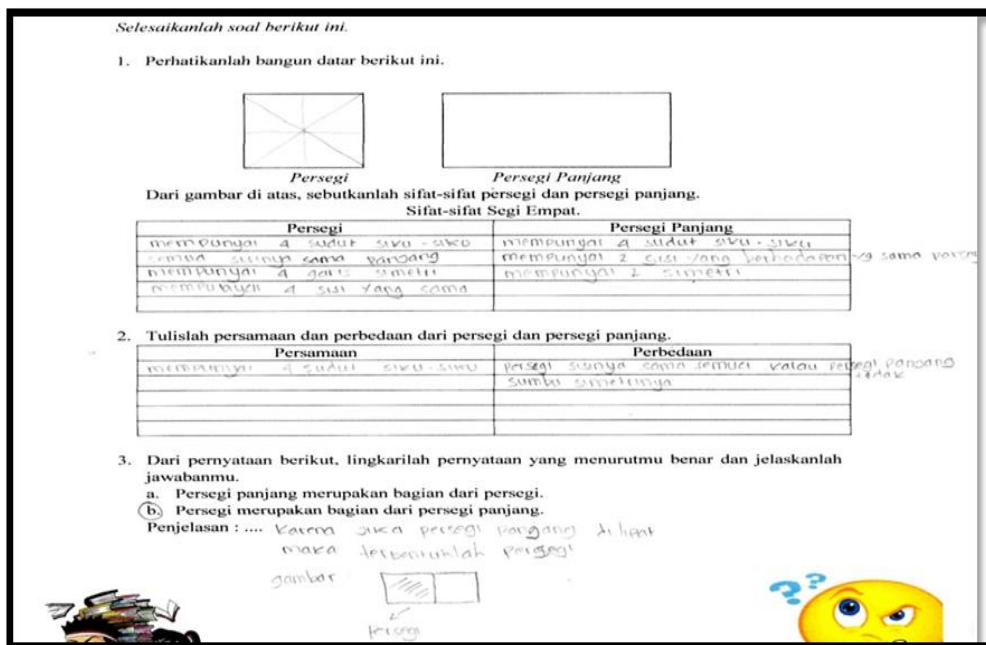 Selesaikanlah soal berikut ini.
1. Perhatikanlah bangun datar berikut ini.
Persegi Persegi Panjang
Dari gambar di atas, sebutkanlah sifat-sifat persegi dan persegi panjang.
Sifat-sifat Segi Empat.
Persegi Persegi Panjang
mempunyai 4 sudut siku-siku mempunyai 4 sudut siku-siku
semua sisinya sama panjang mempunyai 2 sisi yang berhadapan sama
mempunyai 4 garis simetri mempunyai 2 simetri
4 sisi yang sama
2. Tulislah persamaan dan perbedaan dari persegi dan persegi panjang.
Persamaan Perbedaan
mempunyai 4 sudut siku-siku persegi sisinya sama semua kalau persegi panjang tidak
sumbu simetrinya
3. Dari pernyataan berikut, lingkarilah pernyataan yang menurutmu benar dan jelaskanlah
jawabanmu.
a. Persegi panjang merupakan bagian dari persegi.
b. Persegi merupakan bagian dari persegi panjang.
Penjelasan : .... karena jika persegi panjang di lipat
maka terbentuklah persegi
gambar
persegi
??